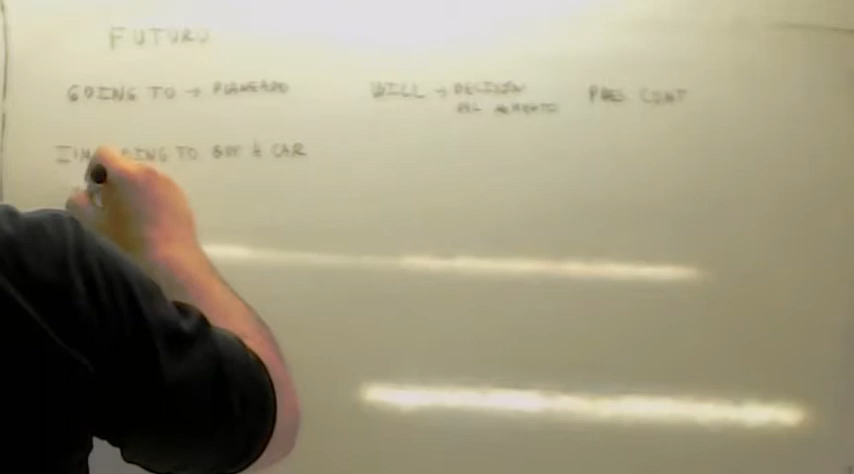 FUTURO
GOING TO → PLANEADO WILL → DECISION PRES CONT
DEL MOMENTO
GOING TO BUY A CAR